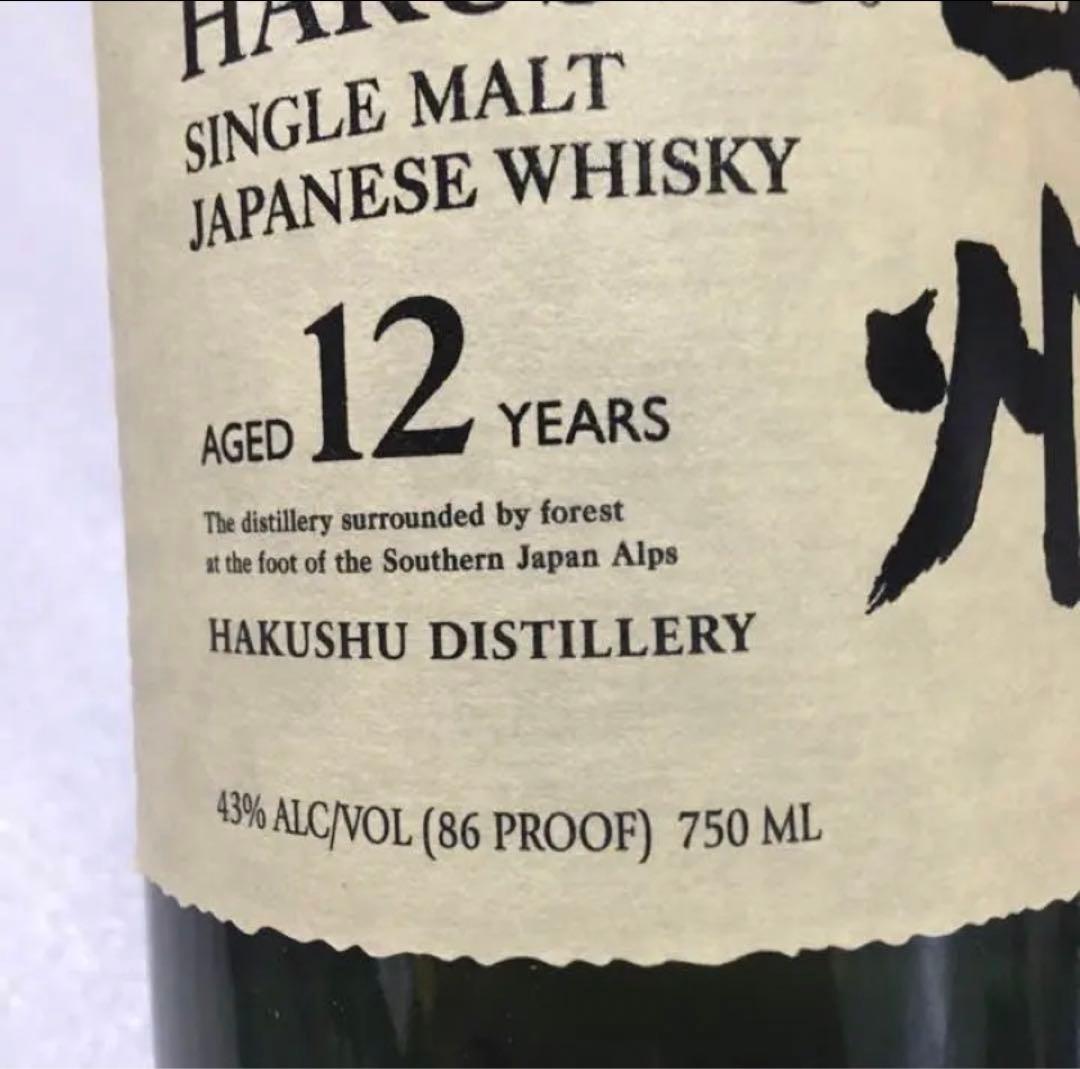 SINGLE MALT
JAPANESE WHISKY
AGED 12 YEARS
The distillery surrounded by forest
at the foot of the Southern Japan Alps
HAKUSHU DISTILLERY
43% ALC/VOL (86 PROOF) 750 ML